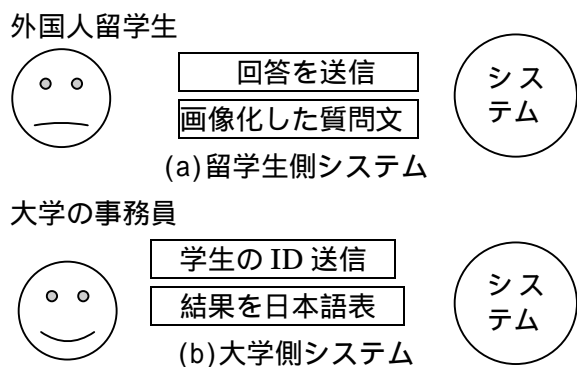 外国人留学生
回答を送信
画像化した質問文
シス
テム
(a)留学生側システム
大学の事務員
学生の ID 送信
結果を日本語表
シス
テム
(b)大学側システム